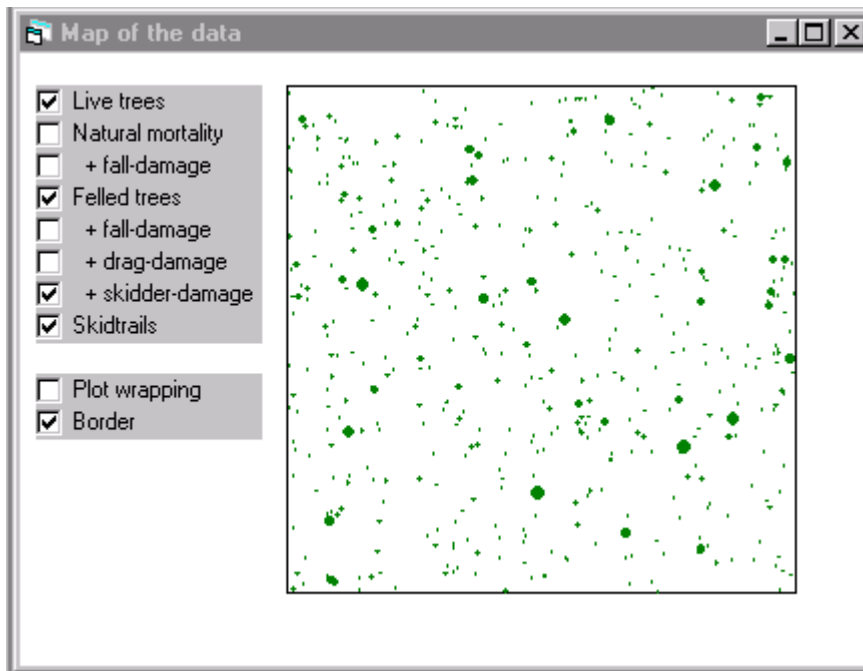 Map of the data
Live trees
Natural mortality
+ fall-damage
Felled trees
+ fall-damage
+ drag-damage
+ skidder-damage
Skidtrails
Plot wrapping
Border